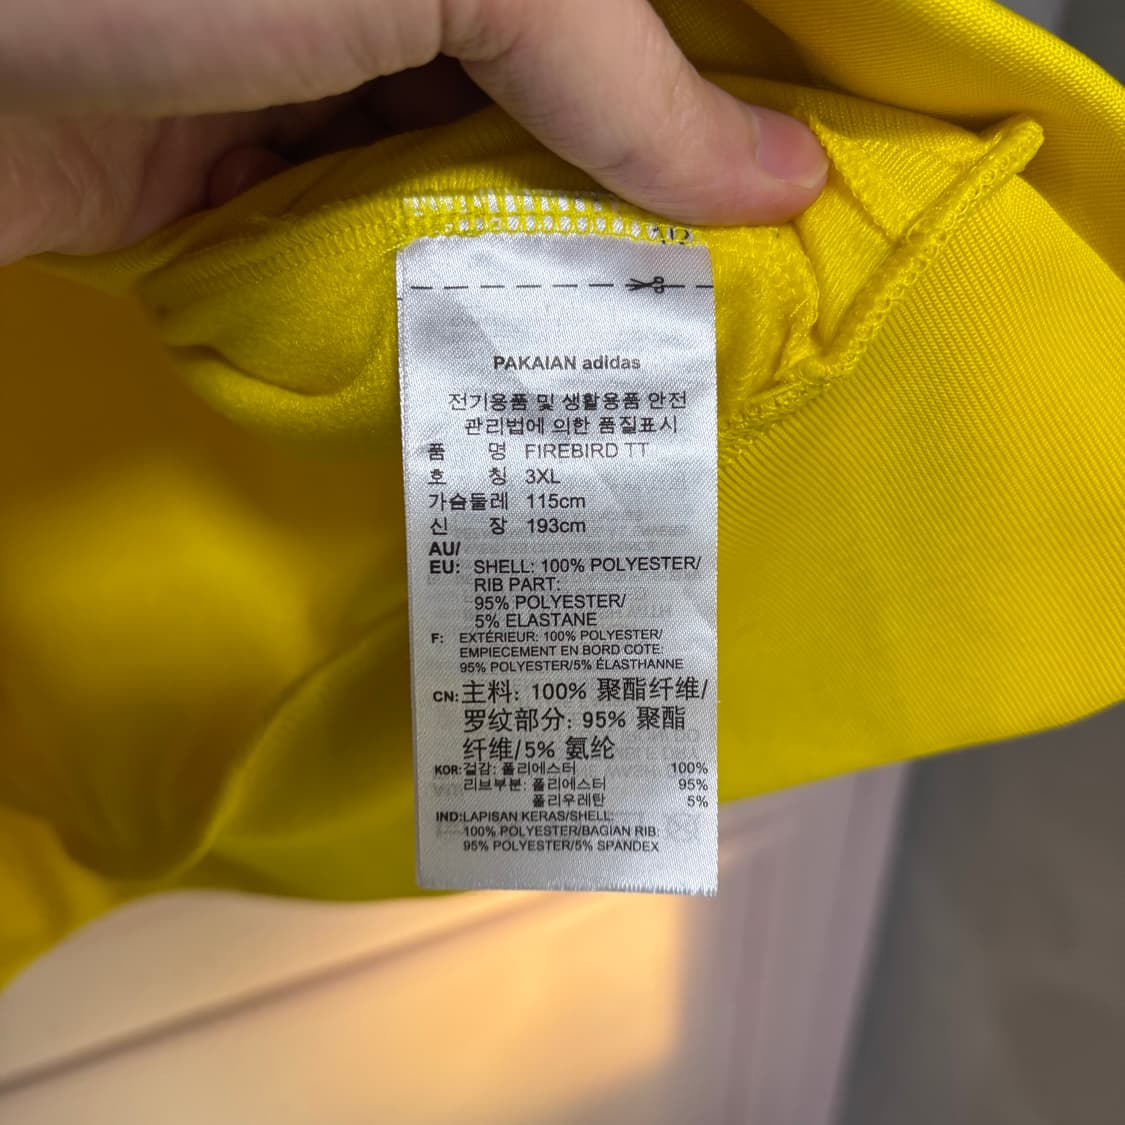 PAKAIAN adidas
전기용품 및 생활용품 안전
관리법에 의한 품질표시
품 명 FIREBIRD TT
호 칭 3XL
가슴둘레 115cm
신 장 193cm
AU/
EU: SHELL: 100% POLYESTER/
RIB PART:
95% POLYESTER/
5% ELASTANE
F: EXTÉRIEUR: 100% POLYESTER/
EMPIECEMENT EN BORD COTE:
95% POLYESTER/5% ÉLASTHANNE
CN: 主料: 100% 聚酯纤维/
罗纹部分: 95% 聚酯
纤维/5% 氨纶
KOR: 겉감: 폴리에스터 100%
리브부분: 폴리에스터 95%
폴리우레탄 5%
IND: LAPISAN KERAS/SHELL:
100% POLYESTER/BAGIAN RIB:
95% POLYESTER/5% SPANDEX